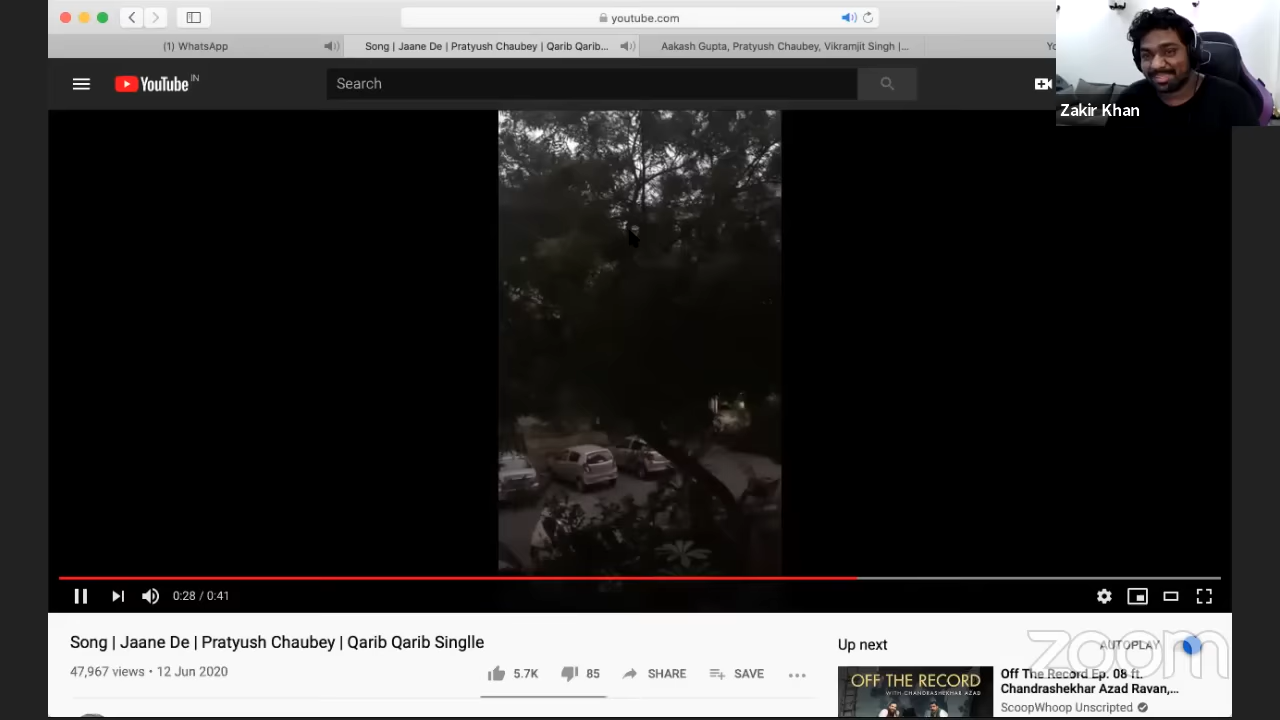 youtube.com
(1) WhatsApp
Song | Jaane De | Pratyush Chaubey | Qarib Qarib...
Aakash Gupta, Pratyush Chaubey, Vikramjit Singh |...
YouTube IN
Search
Zakir Khan
0:28 / 0:41
Song | Jaane De | Pratyush Chaubey | Qarib Qarib Singlle
47,967 views • 12 Jun 2020
5.7K
85
SHARE
SAVE
Up next
AUTOPLAY
zoom
OFF THE RECORD
WITH CHANDRASHEKHAR AZAD
Off The Record Ep. 08 ft.
Chandrashekhar Azad Ravan,...
ScoopWhoop Unscripted